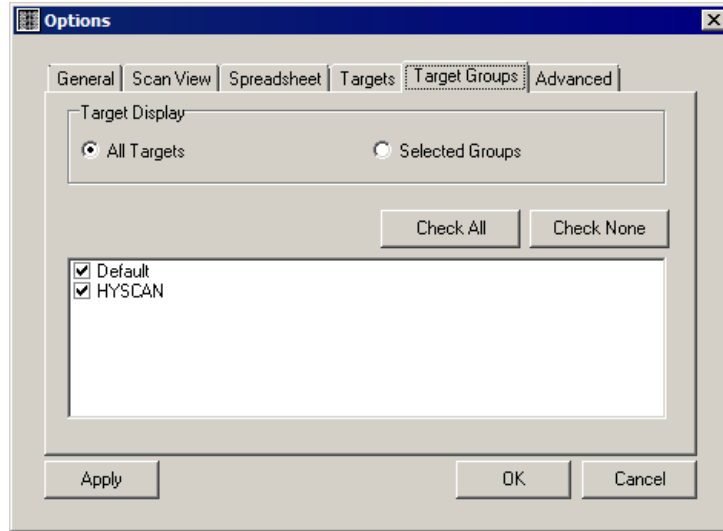 Options
General Scan View Spreadsheet Targets Target Groups Advanced
Target Display
All Targets Selected Groups
Check All Check None
Default
HYSCAN
Apply OK Cancel